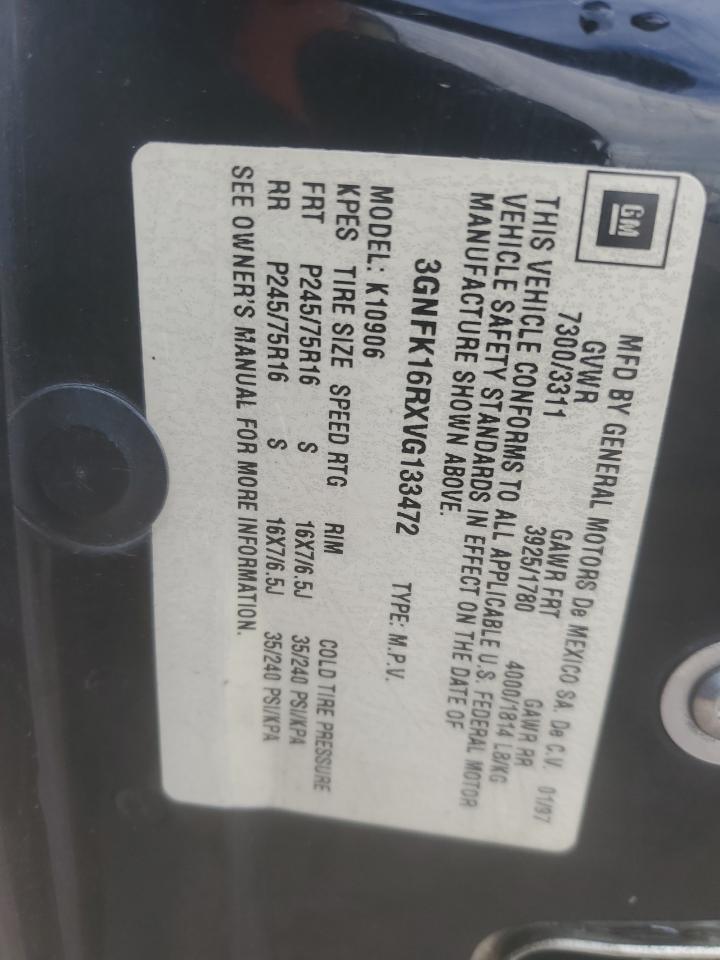 GM
MFD BY GENERAL MOTORS De MEXICO SA. De C.V. 01/97
GVWR GAWR FRT GAWR RR
7300/3311 3925/1780 4000/1814 LB/KG
THIS VEHICLE CONFORMS TO ALL APPLICABLE U.S. FEDERAL MOTOR
VEHICLE SAFETY STANDARDS IN EFFECT ON THE DATE OF
MANUFACTURE SHOWN ABOVE.
3GNFK16RXVG133472 TYPE: M.P.V.
MODEL: K10906
KPES TIRE SIZE SPEED RTG RIM COLD TIRE PRESSURE
FRT P245/75R16 S 16X7/6.5J 35/240 PSI/KPA
RR P245/75R16 S 16X7/6.5J 35/240 PSI/KPA
SEE OWNER'S MANUAL FOR MORE INFORMATION.